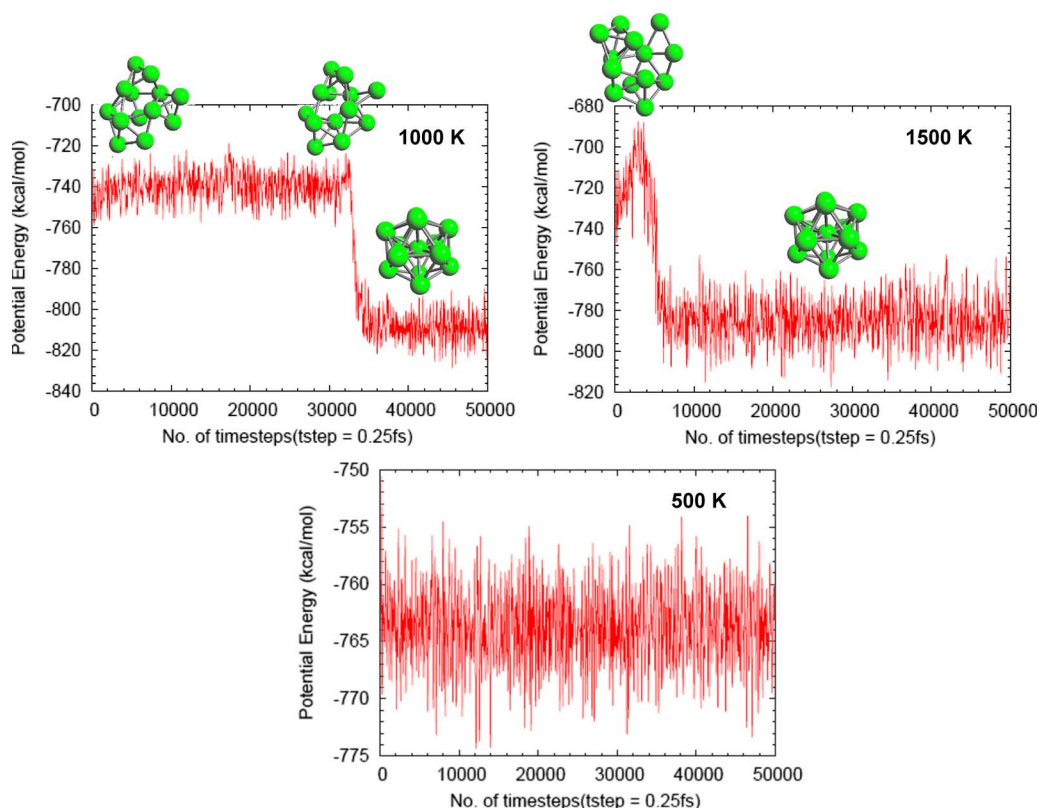 -700
-720
-740
-760
-780
-800
-820
-840
Potential Energy (kcal/mol)
1000 K
0 10000 20000 30000 40000 50000
No. of timesteps(tstep = 0.25fs)
-680
-700
-720
-740
-760
-780
-800
-820
Potential Energy (kcal/mol)
1500 K
0 10000 20000 30000 40000 50000
No. of timesteps(tstep = 0.25fs)
-750
-755
-760
-765
-770
-775
Potential Energy (kcal/mol)
500 K
0 10000 20000 30000 40000 50000
No. of timesteps(tstep = 0.25fs)